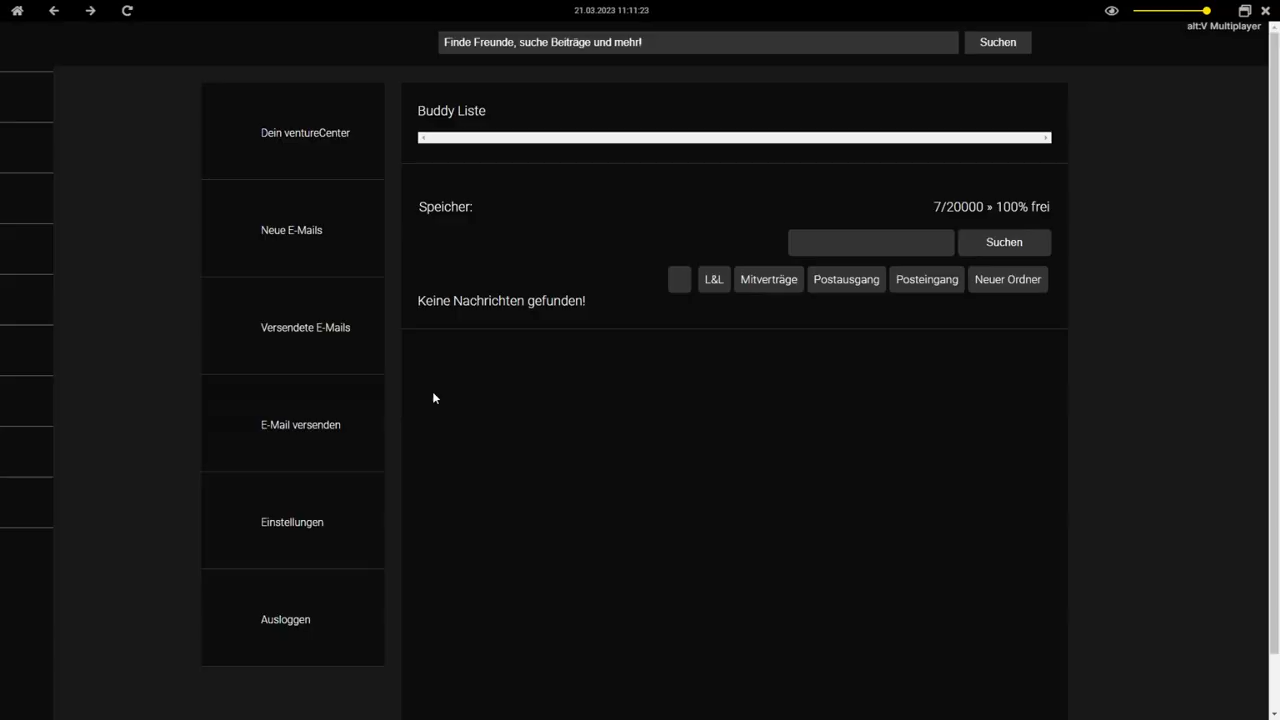 21.03.2023 11:11:23
alt:V Multiplayer
Finde Freunde, suche Beiträge und mehr!
Suchen
Dein ventureCenter
Neue E-Mails
Versendete E-Mails
E-Mail versenden
Einstellungen
Ausloggen
Buddy Liste
Speicher: 7/20000 » 100% frei
Suchen
L&L Mitverträge Postausgang Posteingang Neuer Ordner
Keine Nachrichten gefunden!